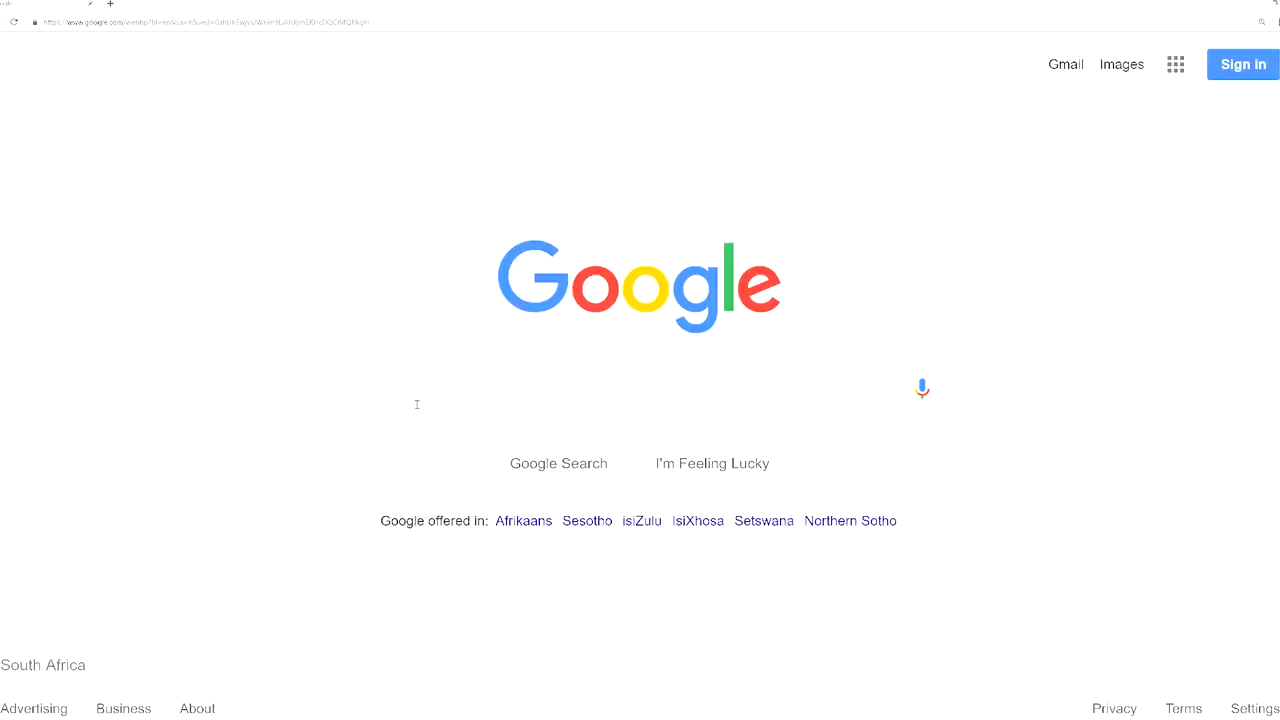 Gmail Images Sign in
Google
Google Search I'm Feeling Lucky
Google offered in: Afrikaans Sesotho isiZulu IsiXhosa Setswana Northern Sotho
South Africa
Advertising Business About Privacy Terms Settings